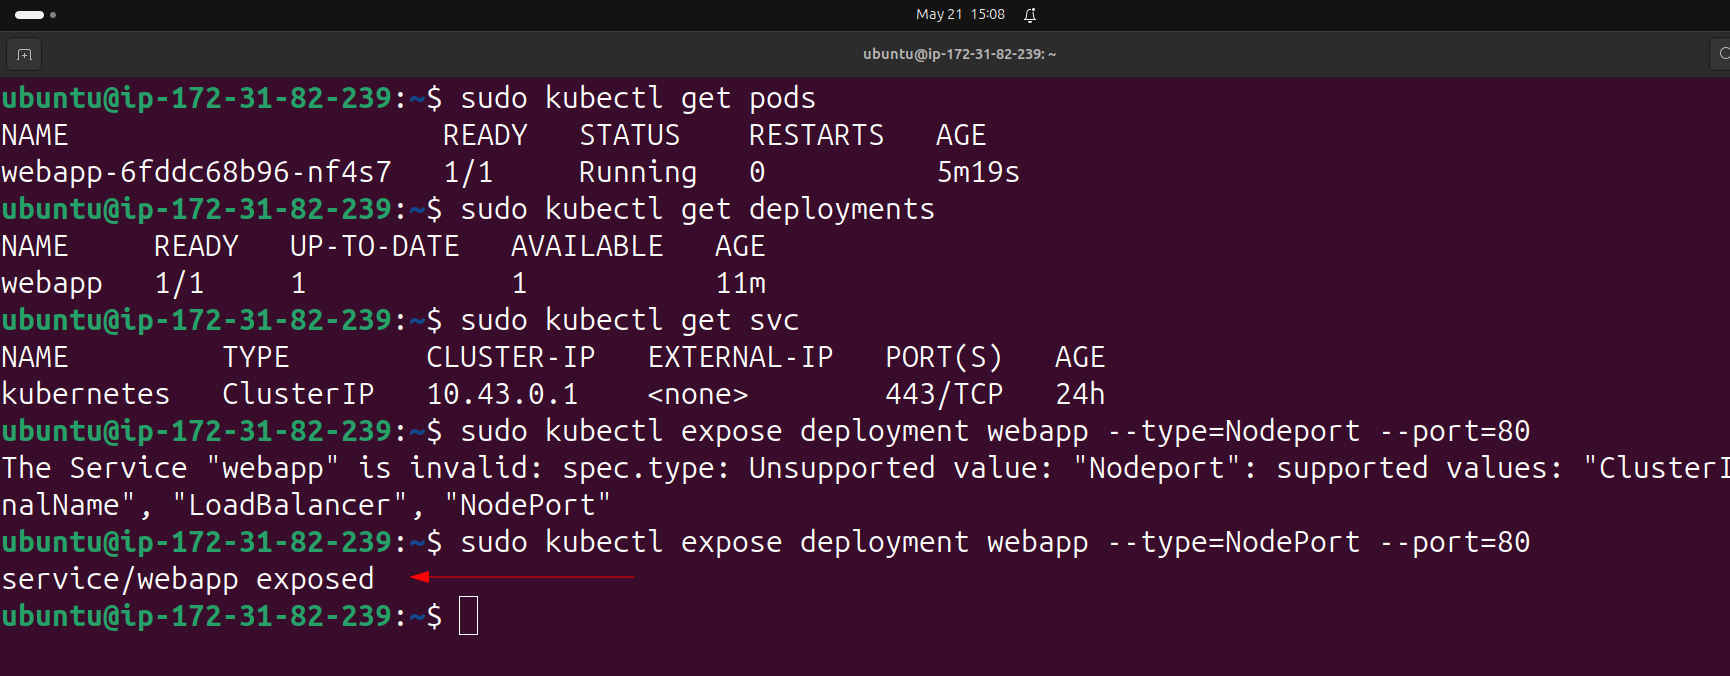 May 21 15:08
ubuntu@ip-172-31-82-239: ~
ubuntu@ip-172-31-82-239:~$ sudo kubectl get pods
NAME                      READY   STATUS    RESTARTS   AGE
webapp-6fddc68b96-nf4s7   1/1     Running   0          5m19s
ubuntu@ip-172-31-82-239:~$ sudo kubectl get deployments
NAME     READY   UP-TO-DATE   AVAILABLE   AGE
webapp   1/1     1            1           11m
ubuntu@ip-172-31-82-239:~$ sudo kubectl get svc
NAME         TYPE        CLUSTER-IP   EXTERNAL-IP   PORT(S)   AGE
kubernetes   ClusterIP   10.43.0.1    <none>        443/TCP   24h
ubuntu@ip-172-31-82-239:~$ sudo kubectl expose deployment webapp --type=Nodeport --port=80
The Service "webapp" is invalid: spec.type: Unsupported value: "Nodeport": supported values: "ClusterI
nalName", "LoadBalancer", "NodePort"
ubuntu@ip-172-31-82-239:~$ sudo kubectl expose deployment webapp --type=NodePort --port=80
service/webapp exposed
ubuntu@ip-172-31-82-239:~$